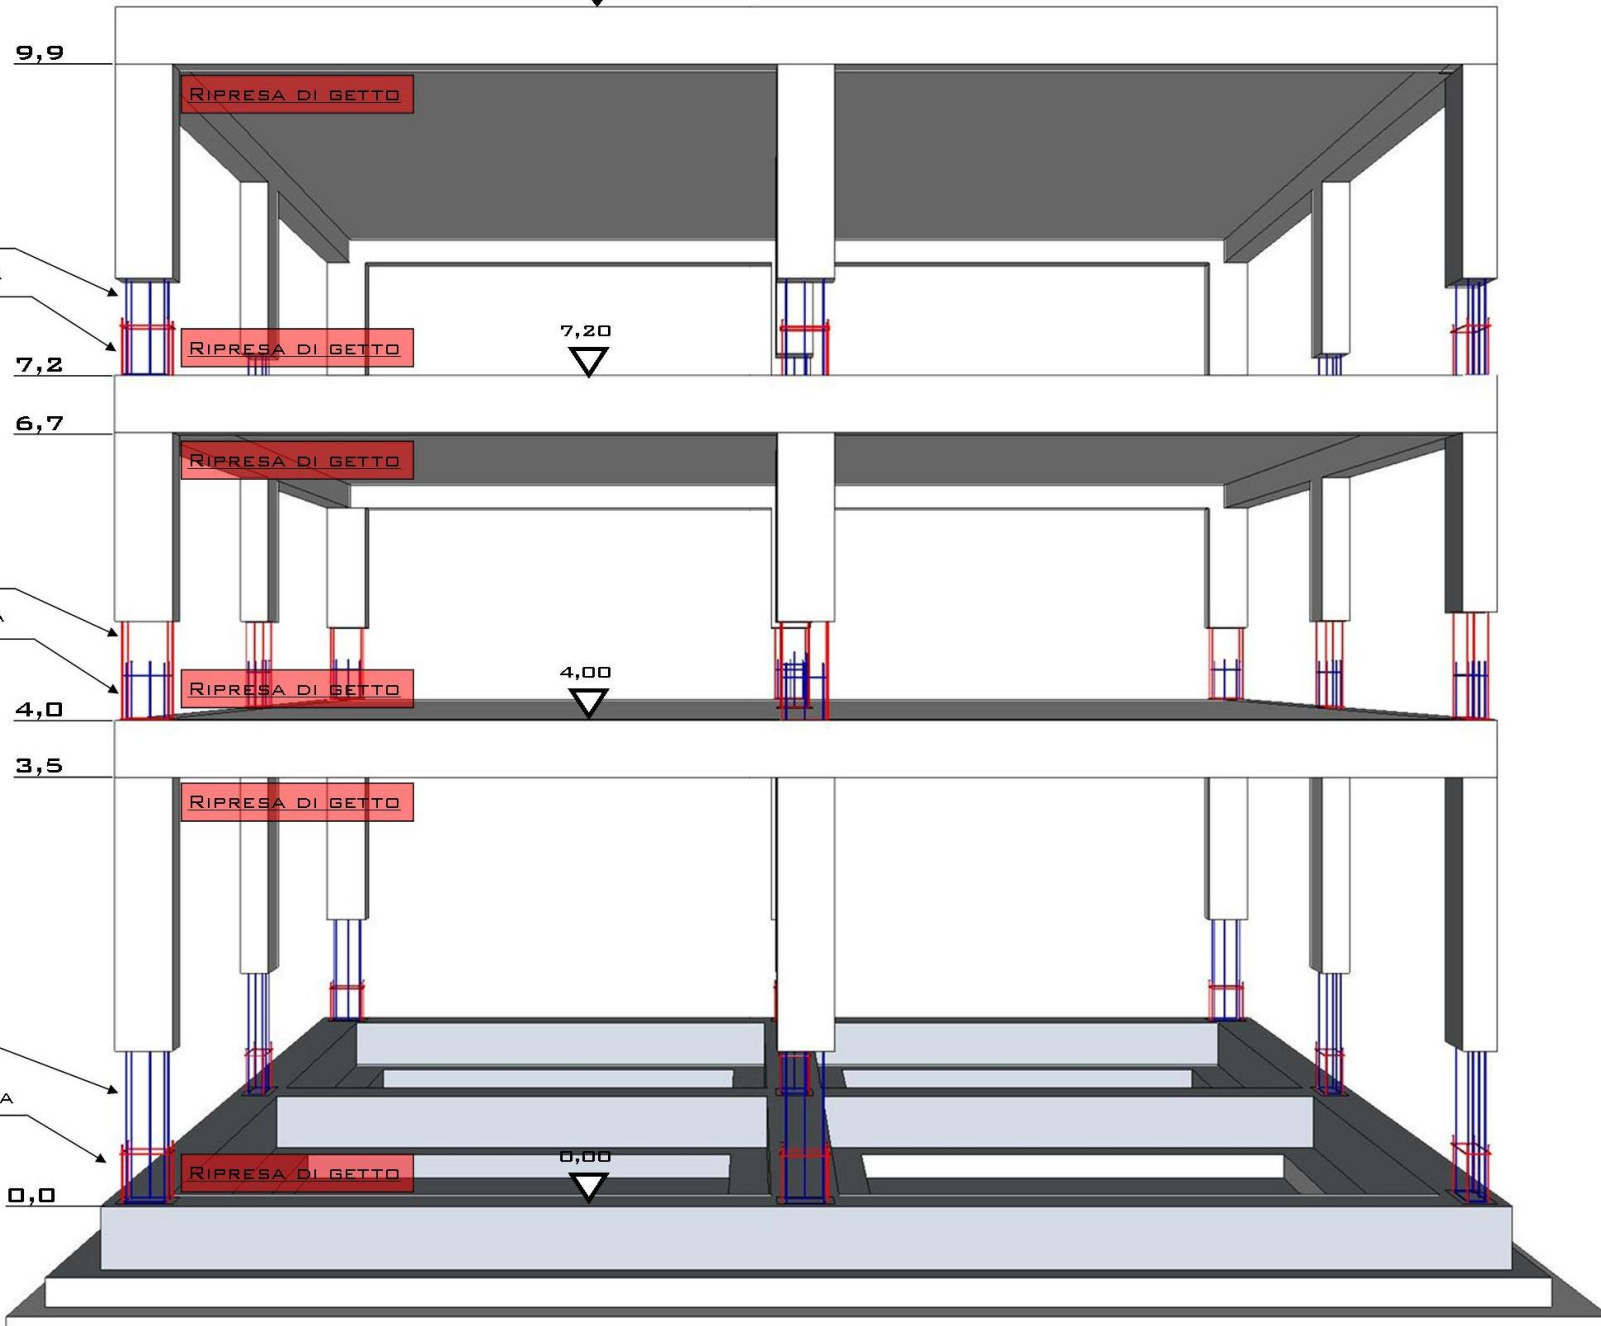 9,9
RIPRESA DI GETTO
RIPRESA DI GETTO
7,20
7,2
6,7
RIPRESA DI GETTO
A
4,00
RIPRESA DI GETTO
4,0
3,5
RIPRESA DI GETTO
A
0,00
RIPRESA DI GETTO
0,0